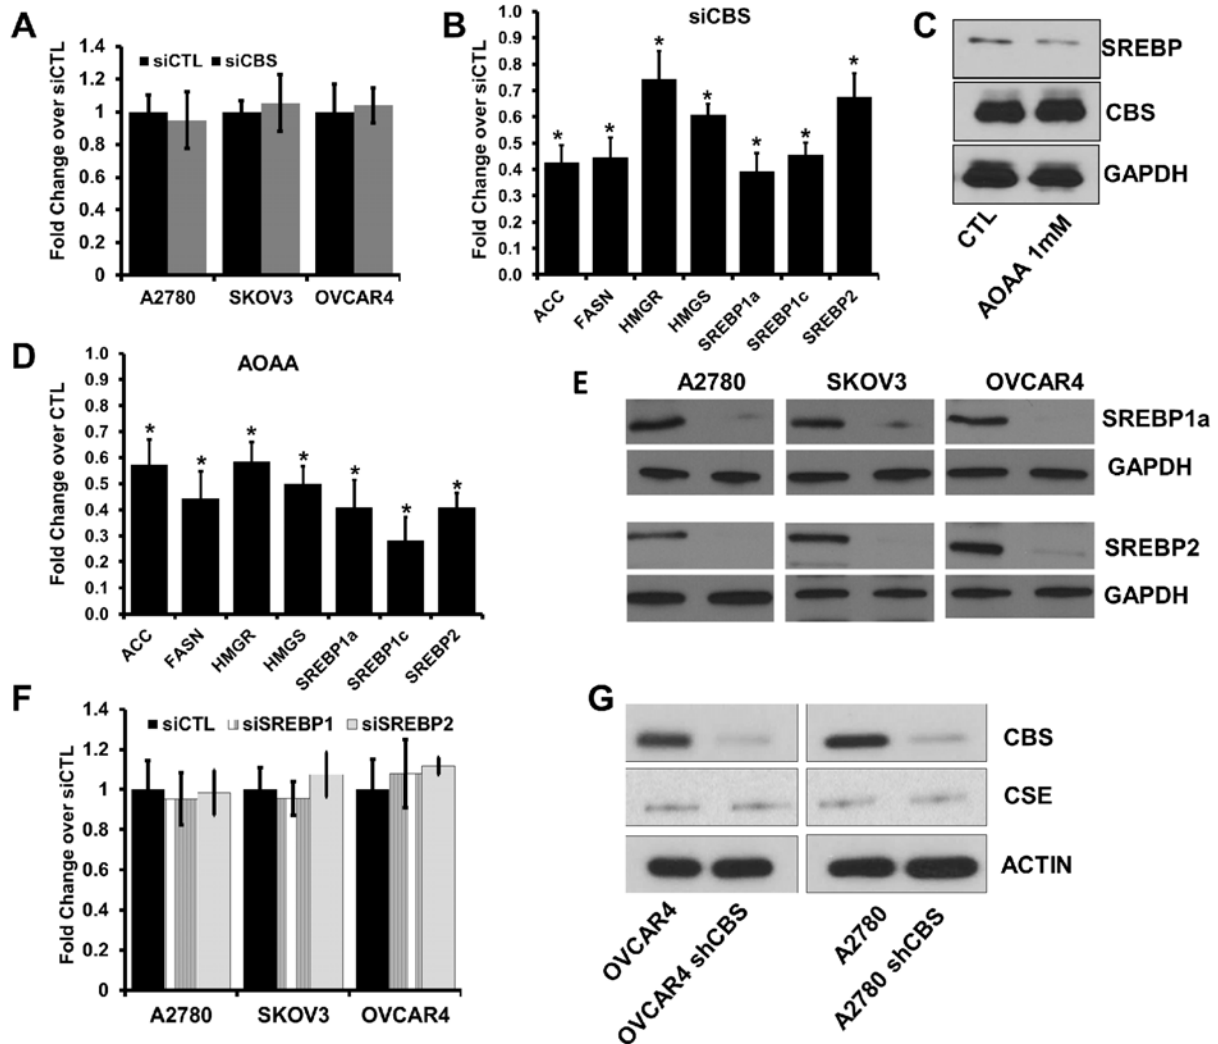 A
Fold Change over siCTL
1.4
1.2
1
0.8
0.6
0.4
0.2
0
siCTL siCBS
A2780 SKOV3 OVCAR4
B
siCBS
Fold Change over siCTL
1.0
0.9
0.8
0.7
0.6
0.5
0.4
0.3
0.2
0.1
0.0
* * * * * * *
ACC FASN HMGR HMGS SREBP1a SREBP1c SREBP2
C
SREBP
CBS
GAPDH
CTL AOAA 1mM
D
AOAA
Fold Change over CTL
1.0
0.9
0.8
0.7
0.6
0.5
0.4
0.3
0.2
0.1
0.0
* * * * * * *
ACC FASN HMGR HMGS SREBP1a SREBP1c SREBP2
E
A2780 SKOV3 OVCAR4
SREBP1a
GAPDH
SREBP2
GAPDH
F
Fold Change over siCTL
1.4
1.2
1
0.8
0.6
0.4
0.2
0
siCTL siSREBP1 siSREBP2
A2780 SKOV3 OVCAR4
G
CBS
CSE
ACTIN
OVCAR4 OVCAR4 shCBS A2780 A2780 shCBS